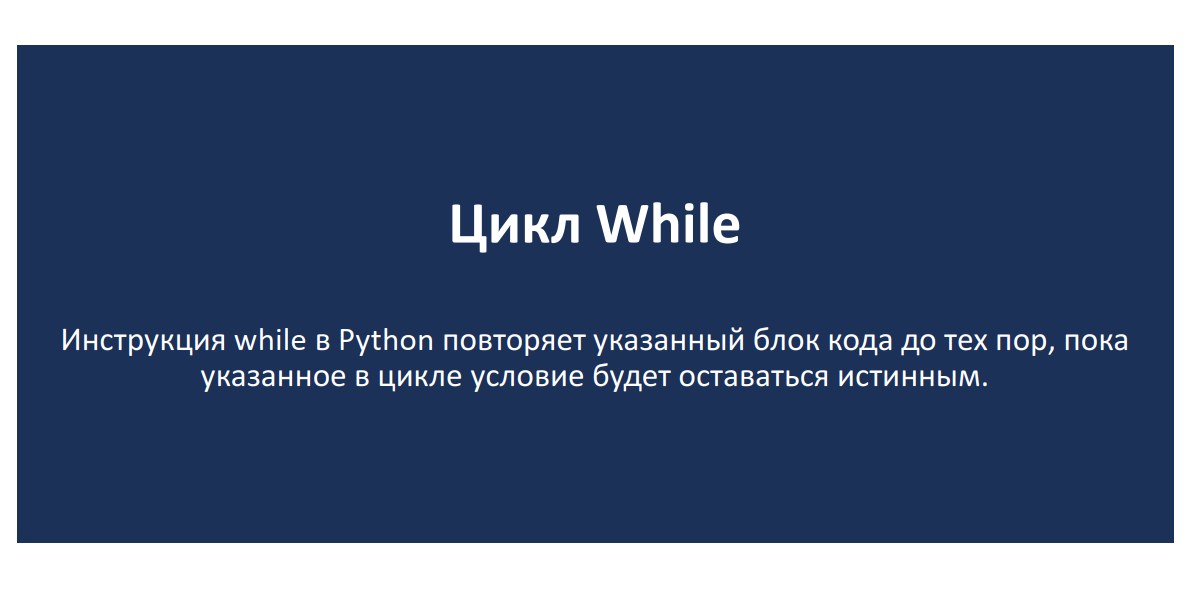 Цикл While
Инструкция while в Python повторяет указанный блок кода до тех пор, пока
указанное в цикле условие будет оставаться истинным.